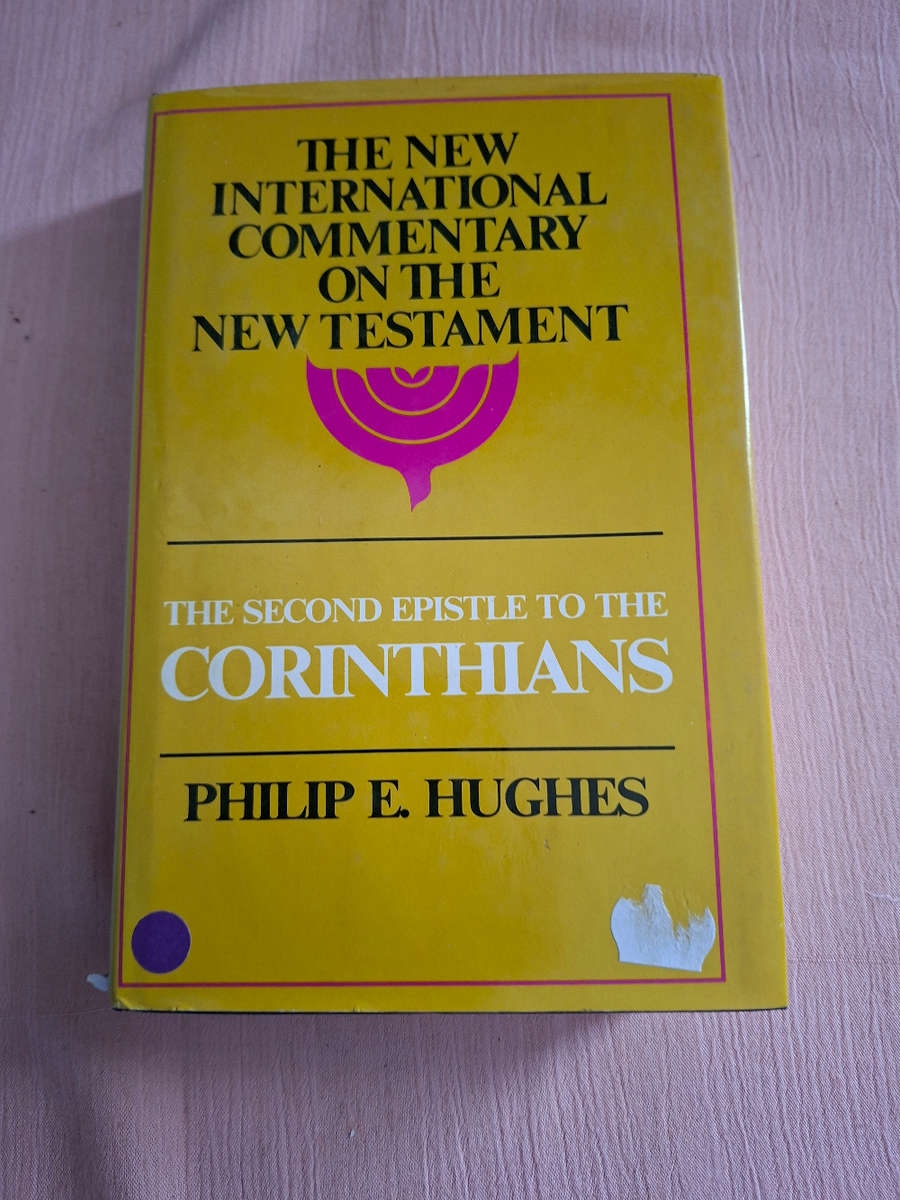 THE NEW
INTERNATIONAL
COMMENTARY
ON THE
NEW TESTAMENT
THE SECOND EPISTLE TO THE
CORINTHIANS
PHILIP E. HUGHES